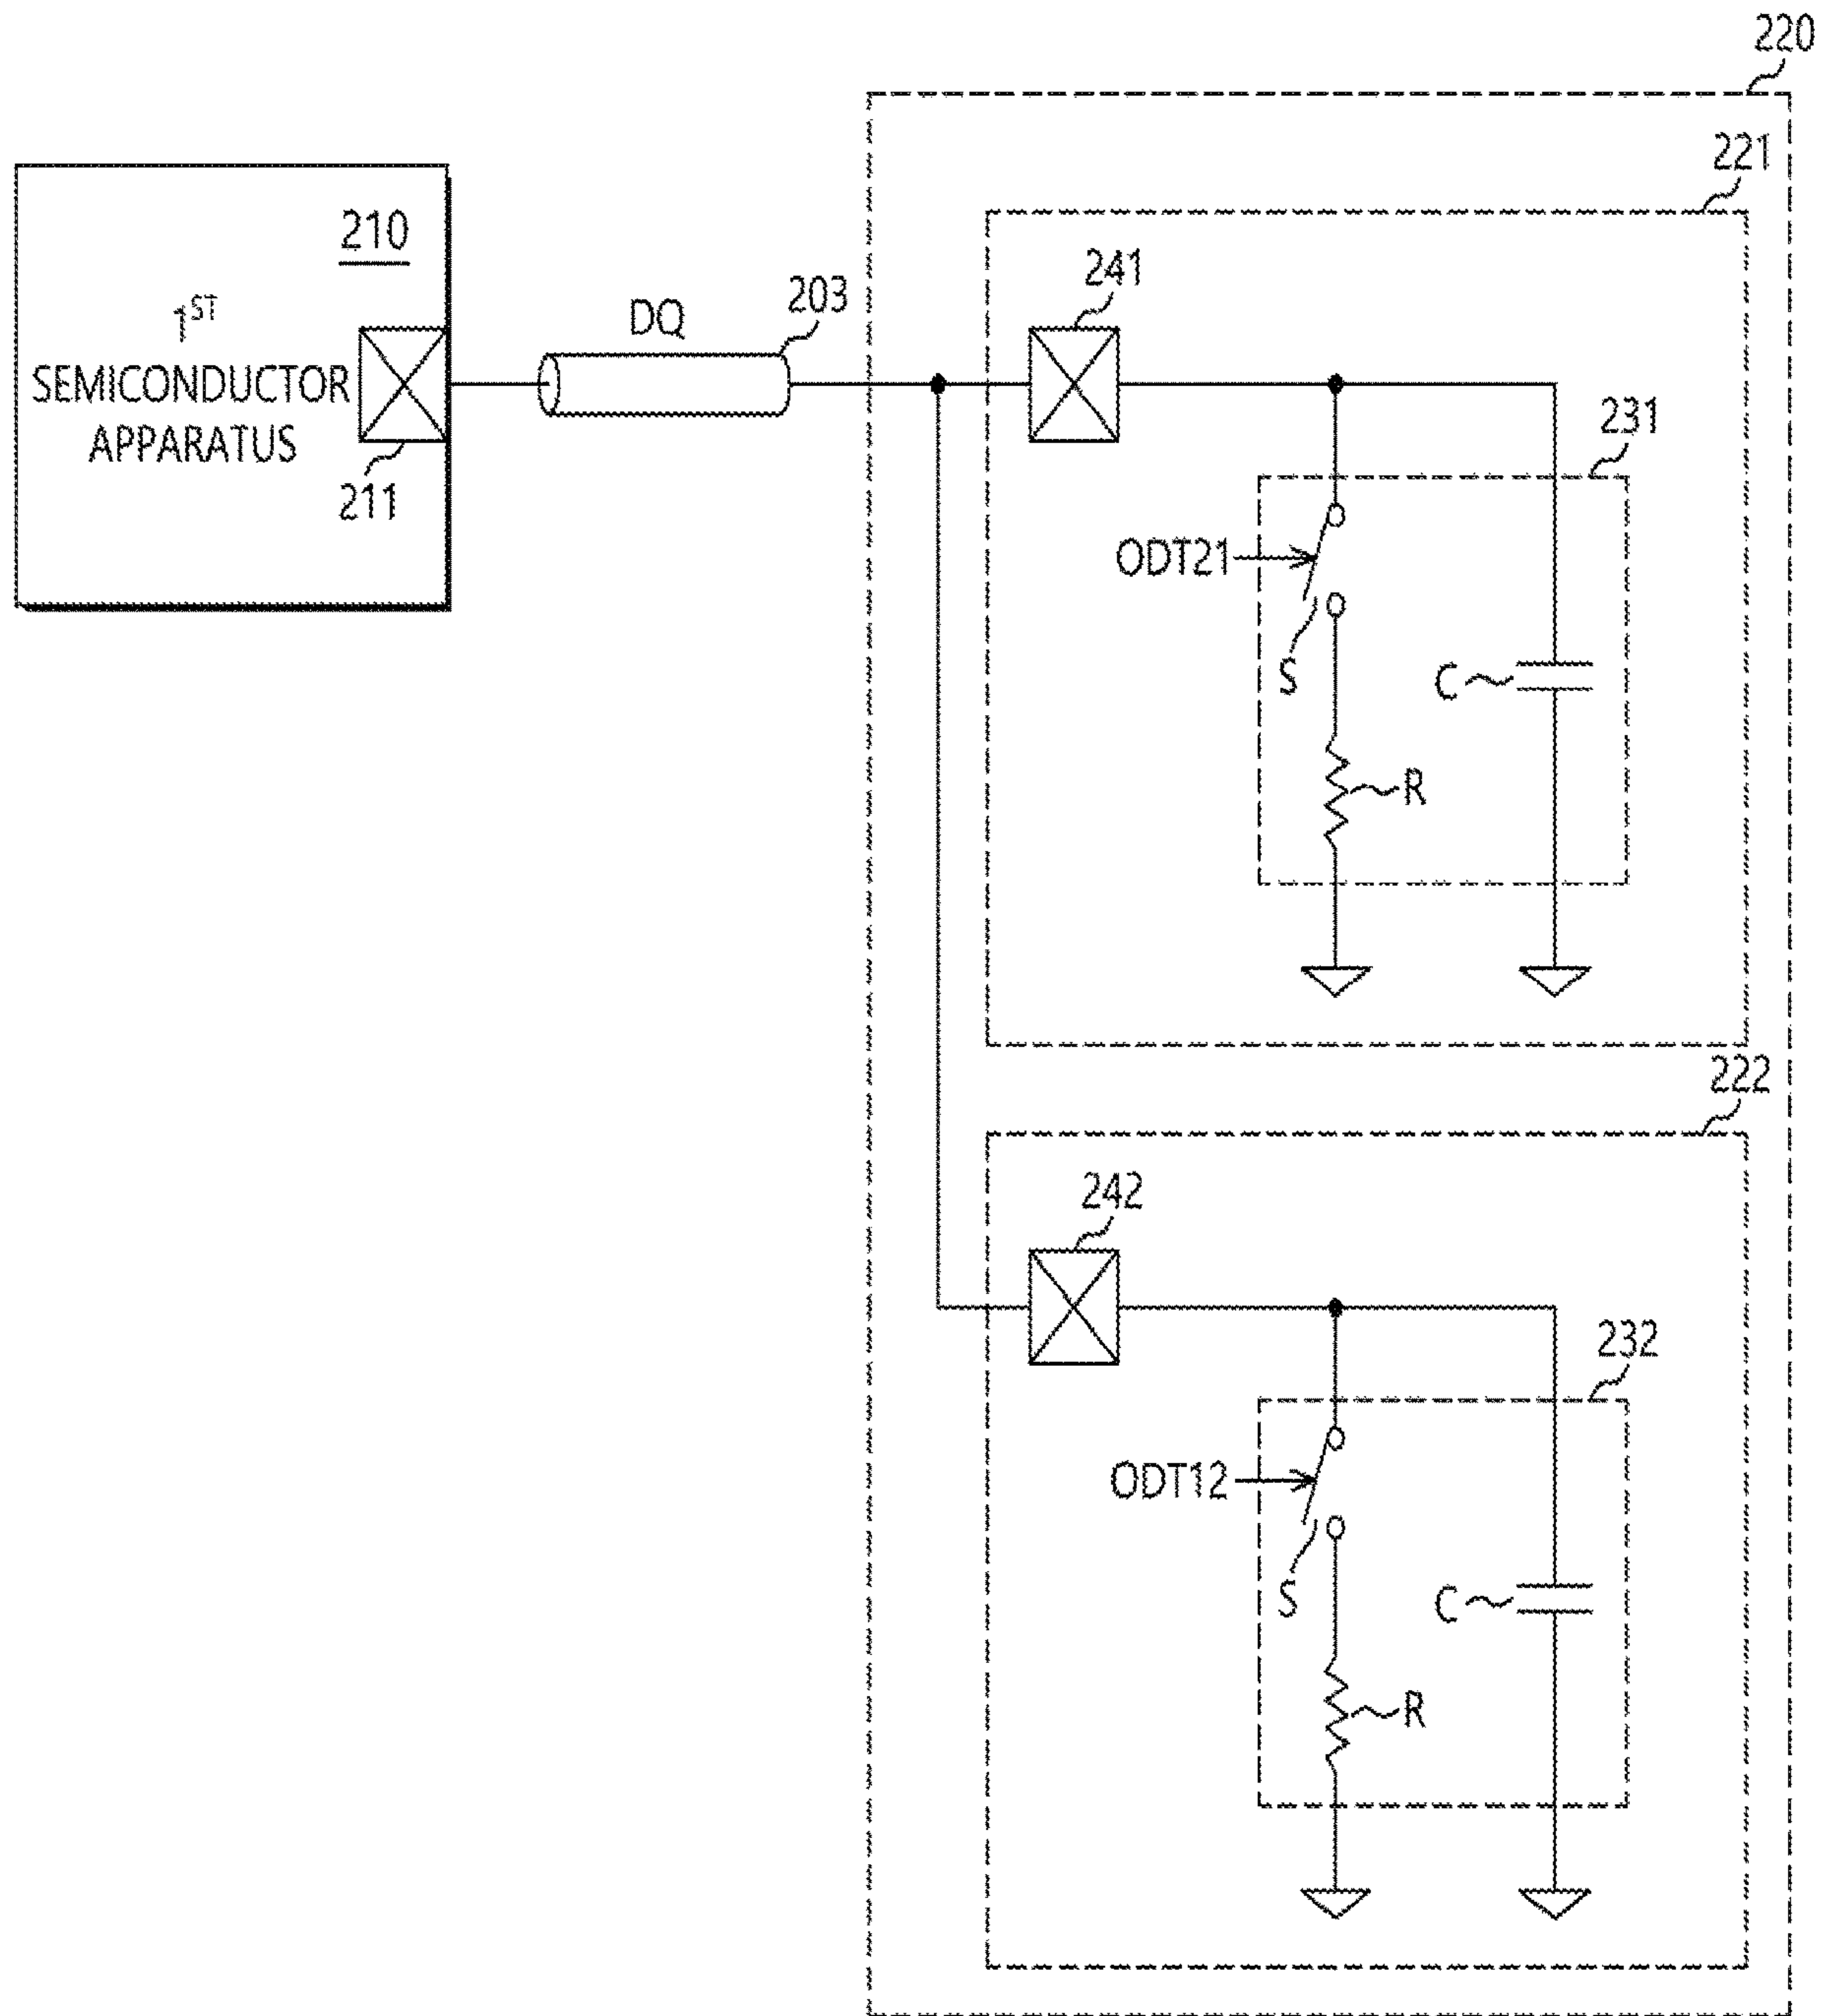 220
221
210
1ST
SEMICONDUCTOR
APPARATUS
211
DQ
203
241
231
ODT21
S
C
R
222
242
232
ODT12
S
C
R